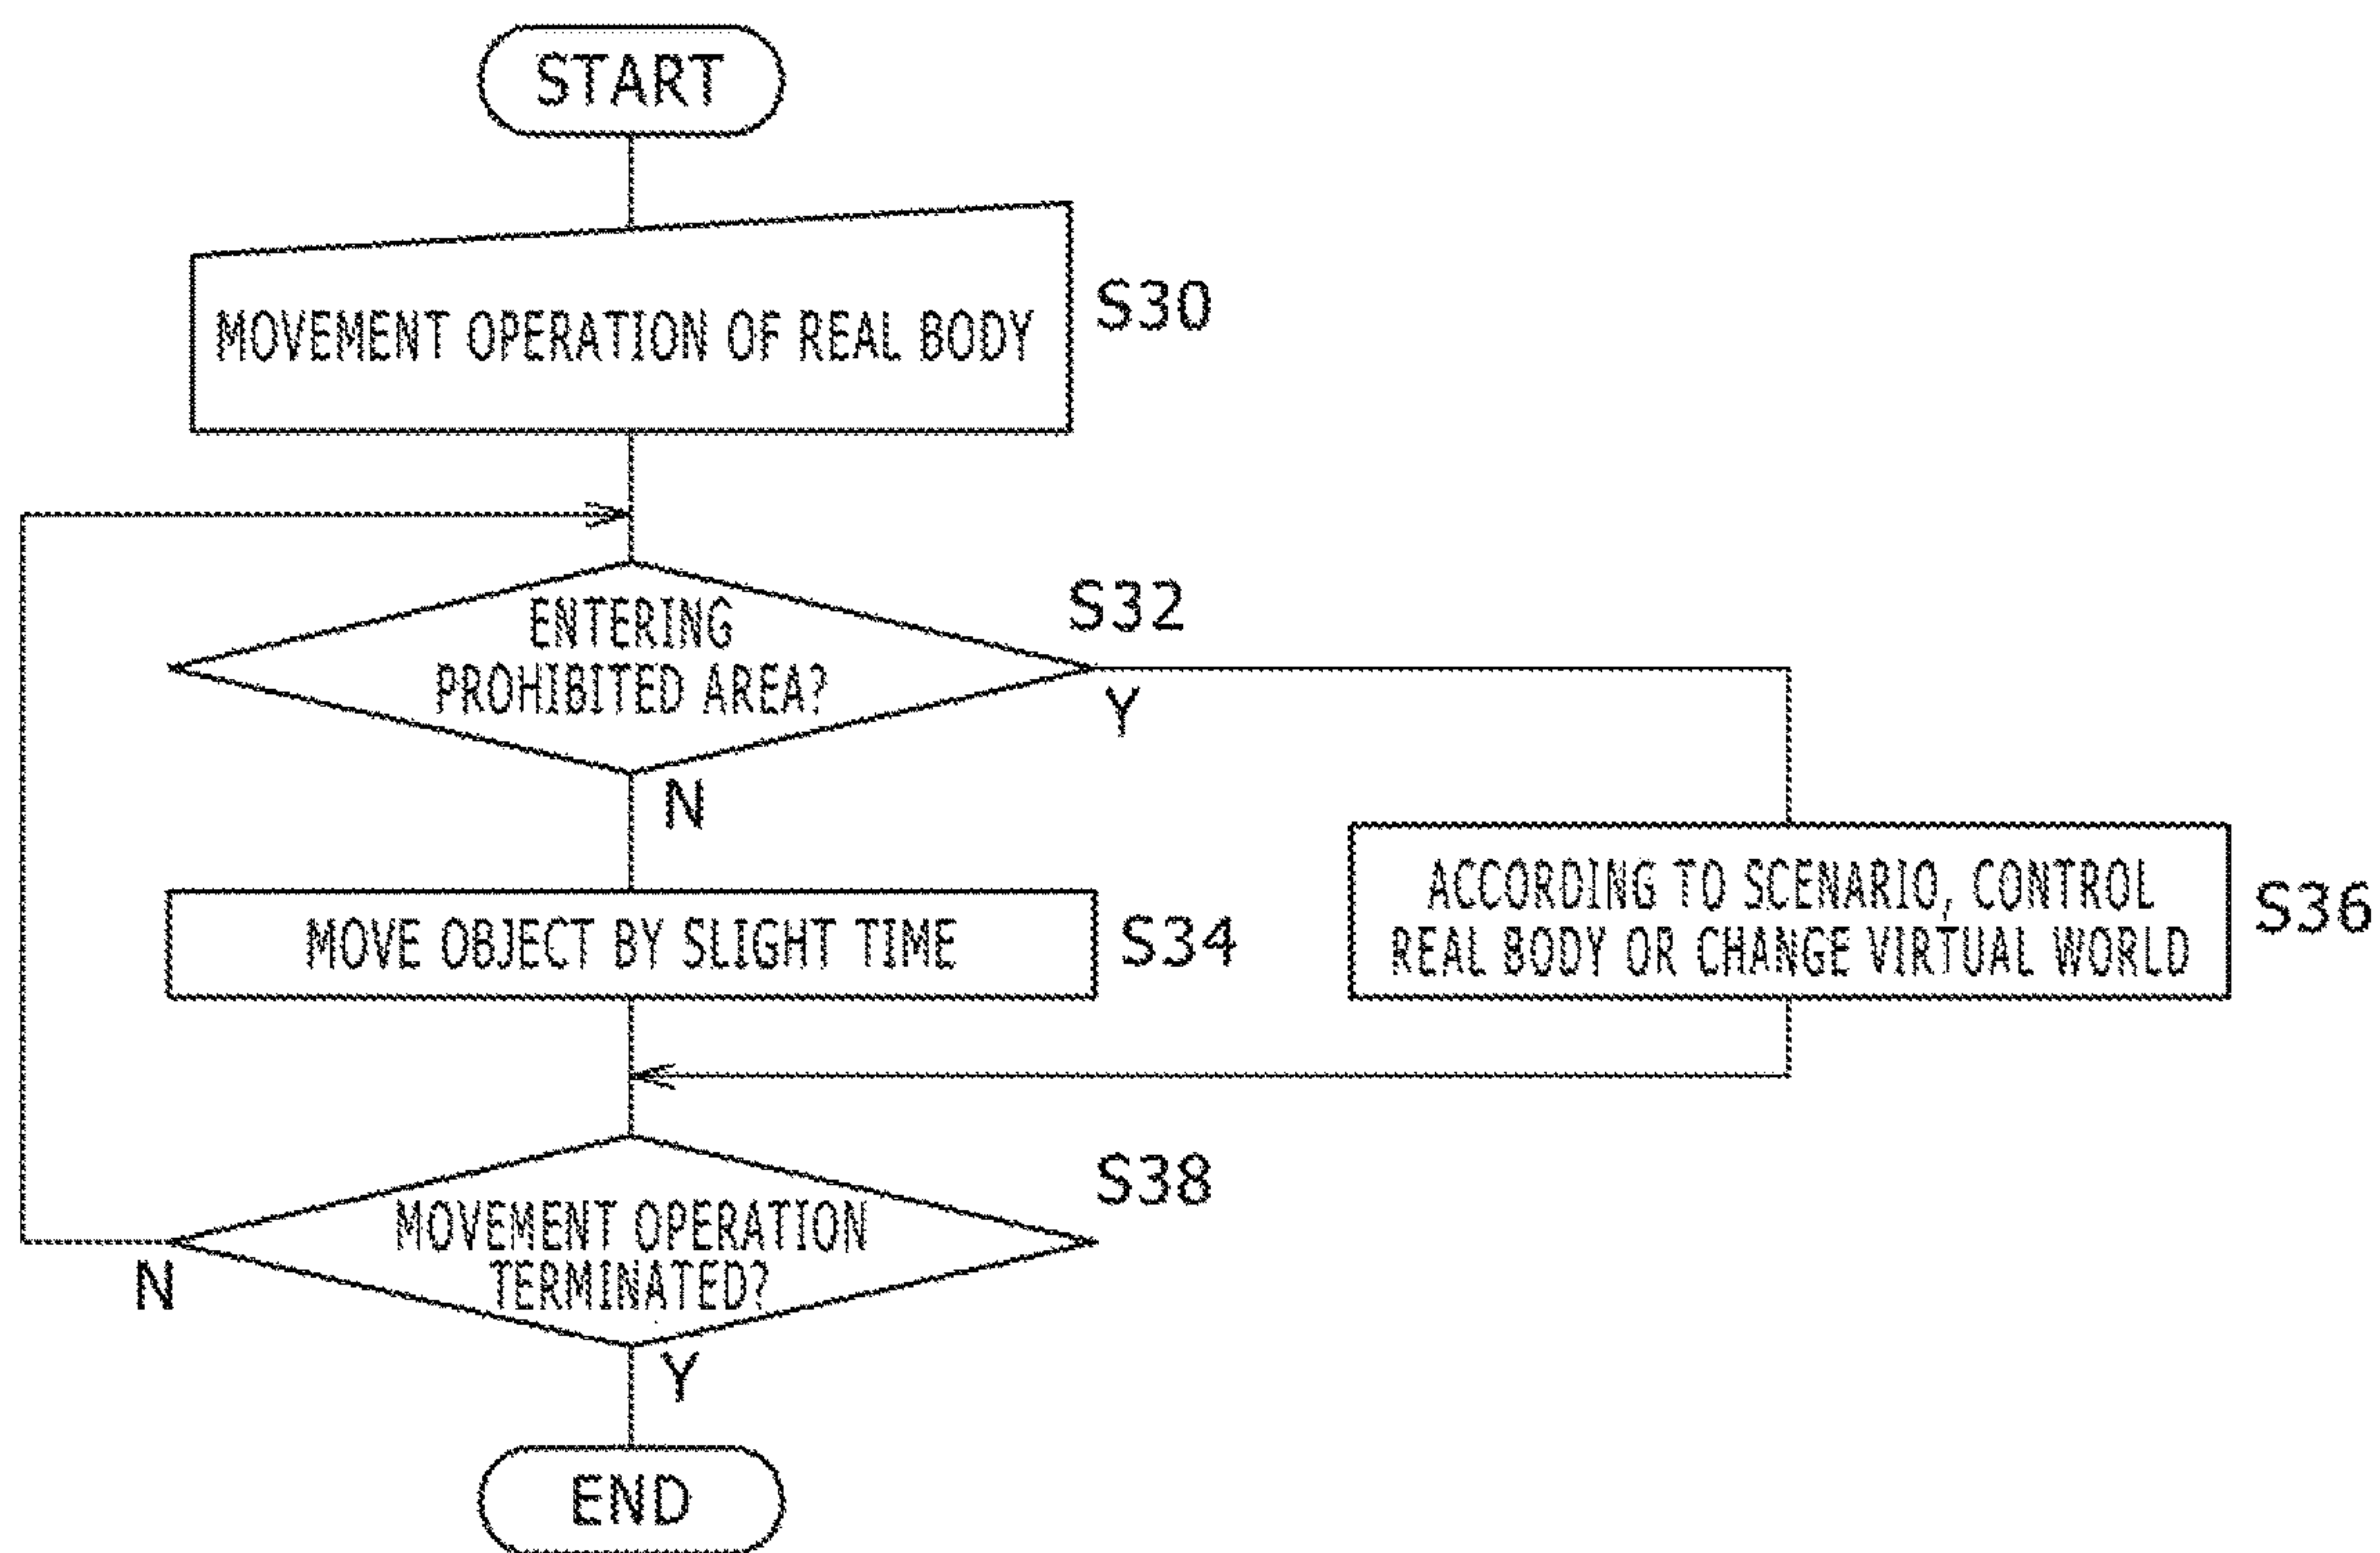 START
MOVEMENT OPERATION OF REAL BODY
S30
S32
ENTERING
PROHIBITED AREA?
Y
N
MOVE OBJECT BY SLIGHT TIME
S34
ACCORDING TO SCENARIO, CONTROL
REAL BODY OR CHANGE VIRTUAL WORLD
S36
S38
MOVEMENT OPERATION
TERMINATED?
N
Y
END